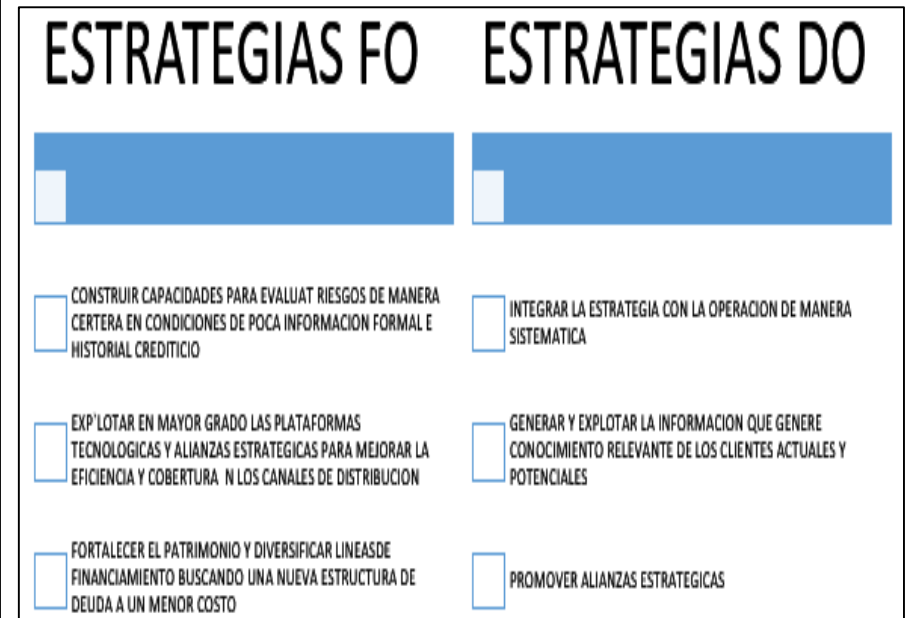 ESTRATEGIAS FO
CONSTRUIR CAPACIDADES PARA EVALUAT RIESGOS DE MANERA
CERTERA EN CONDICIONES DE POCA INFORMACION FORMAL E
HISTORIAL CREDITICIO
EXP`LOTAR EN MAYOR GRADO LAS PLATAFORMAS
TECNOLOGICAS Y ALIANZAS ESTRATEGICAS PARA MEJORAR LA
EFICIENCIA Y COBERTURA  N LOS CANALES DE DISTRIBUCION
FORTALECER EL PATRIMONIO Y DIVERSIFICAR LINEASDE
FINANCIAMIENTO BUSCANDO UNA NUEVA ESTRUCTURA DE
DEUDA A UN MENOR COSTO
ESTRATEGIAS DO
INTEGRAR LA ESTRATEGIA CON LA OPERACION DE MANERA
SISTEMATICA
GENERAR Y EXPLOTAR LA INFORMACION QUE GENERE
CONOCIMIENTO RELEVANTE DE LOS CLIENTES ACTUALES Y
POTENCIALES
PROMOVER ALIANZAS ESTRATEGICAS